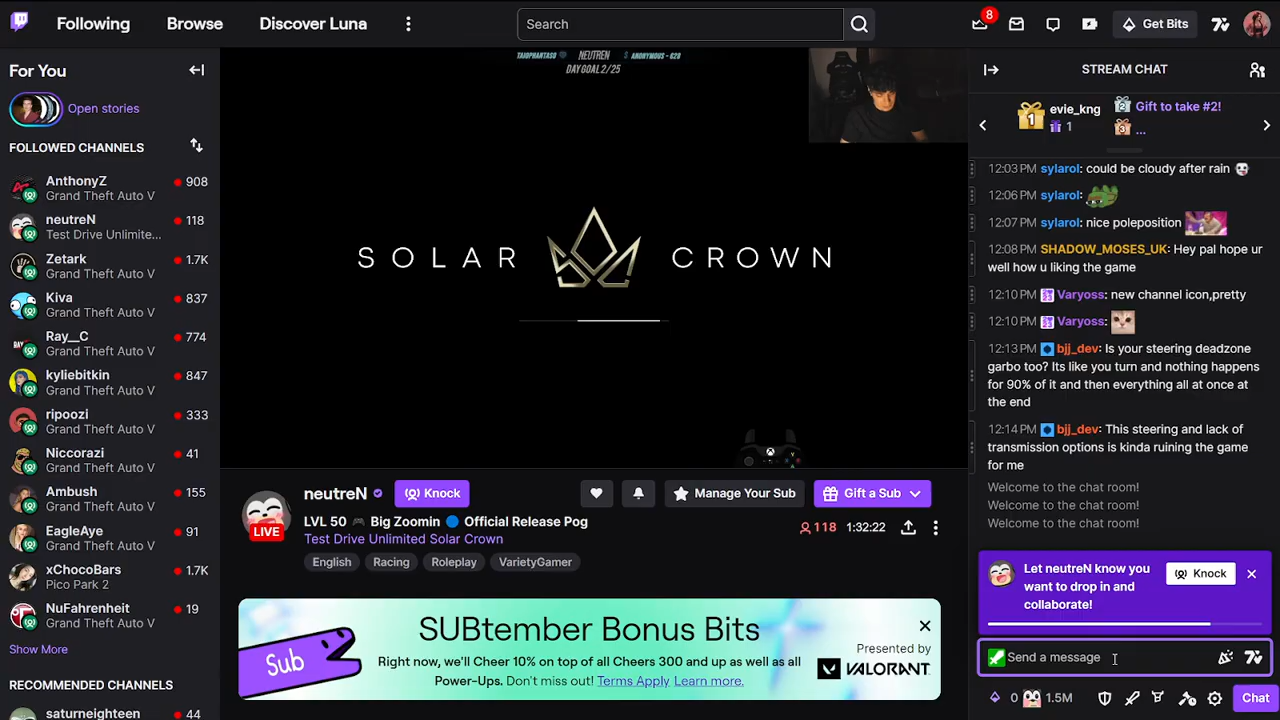 Following
Browse
Discover Luna
Search
8
Get Bits
For You
Open stories
FOLLOWED CHANNELS
AnthonyZ
908
Grand Theft Auto V
neutreN
118
Test Drive Unlimite...
Zetark
1.7K
Grand Theft Auto V
Kiva
837
Grand Theft Auto V
Ray__C
774
Grand Theft Auto V
kyliebitkin
847
Grand Theft Auto V
ripoozi
333
Grand Theft Auto V
Niccorazi
41
Grand Theft Auto V
Ambush
155
Grand Theft Auto V
EagleAye
91
Grand Theft Auto V
xChocoBars
1.7K
Pico Park 2
NuFahrenheit
19
Grand Theft Auto V
Show More
RECOMMENDED CHANNELS
saturneighteen
44
TAJOPHANTASO NEUTREN $ ANONYMOUS - G28
DAY GOAL 2/25
SOLAR CROWN
LIVE
neutreN
Knock
Manage Your Sub
Gift a Sub
LVL 50 Big Zoomin Official Release Pog
Test Drive Unlimited Solar Crown
118
1:32:22
English
Racing
Roleplay
VarietyGamer
Sub
SUBtember Bonus Bits
Right now, we'll Cheer 10% on top of all Cheers 300 and up as well as all
Power-Ups. Don't miss out! Terms Apply Learn more.
Presented by
VALORANT
STREAM CHAT
1
evie_kng
1
2 Gift to take #2!
3 ...
12:03 PM sylarol: could be cloudy after rain
12:06 PM sylarol:
12:07 PM sylarol: nice poleposition
12:08 PM SHADOW_MOSES_UK: Hey pal hope ur
well how u liking the game
12:10 PM Varyoss: new channel icon,pretty
12:10 PM Varyoss:
12:13 PM bjj_dev: Is your steering deadzone
garbo too? Its like you turn and nothing happens
for 90% of it and then everything all at once at
the end
12:14 PM bjj_dev: This steering and lack of
transmission options is kinda ruining the game
for me
Welcome to the chat room!
Welcome to the chat room!
Welcome to the chat room!
Let neutreN know you
want to drop in and
collaborate!
Knock
Send a message
0
1.5M
Chat